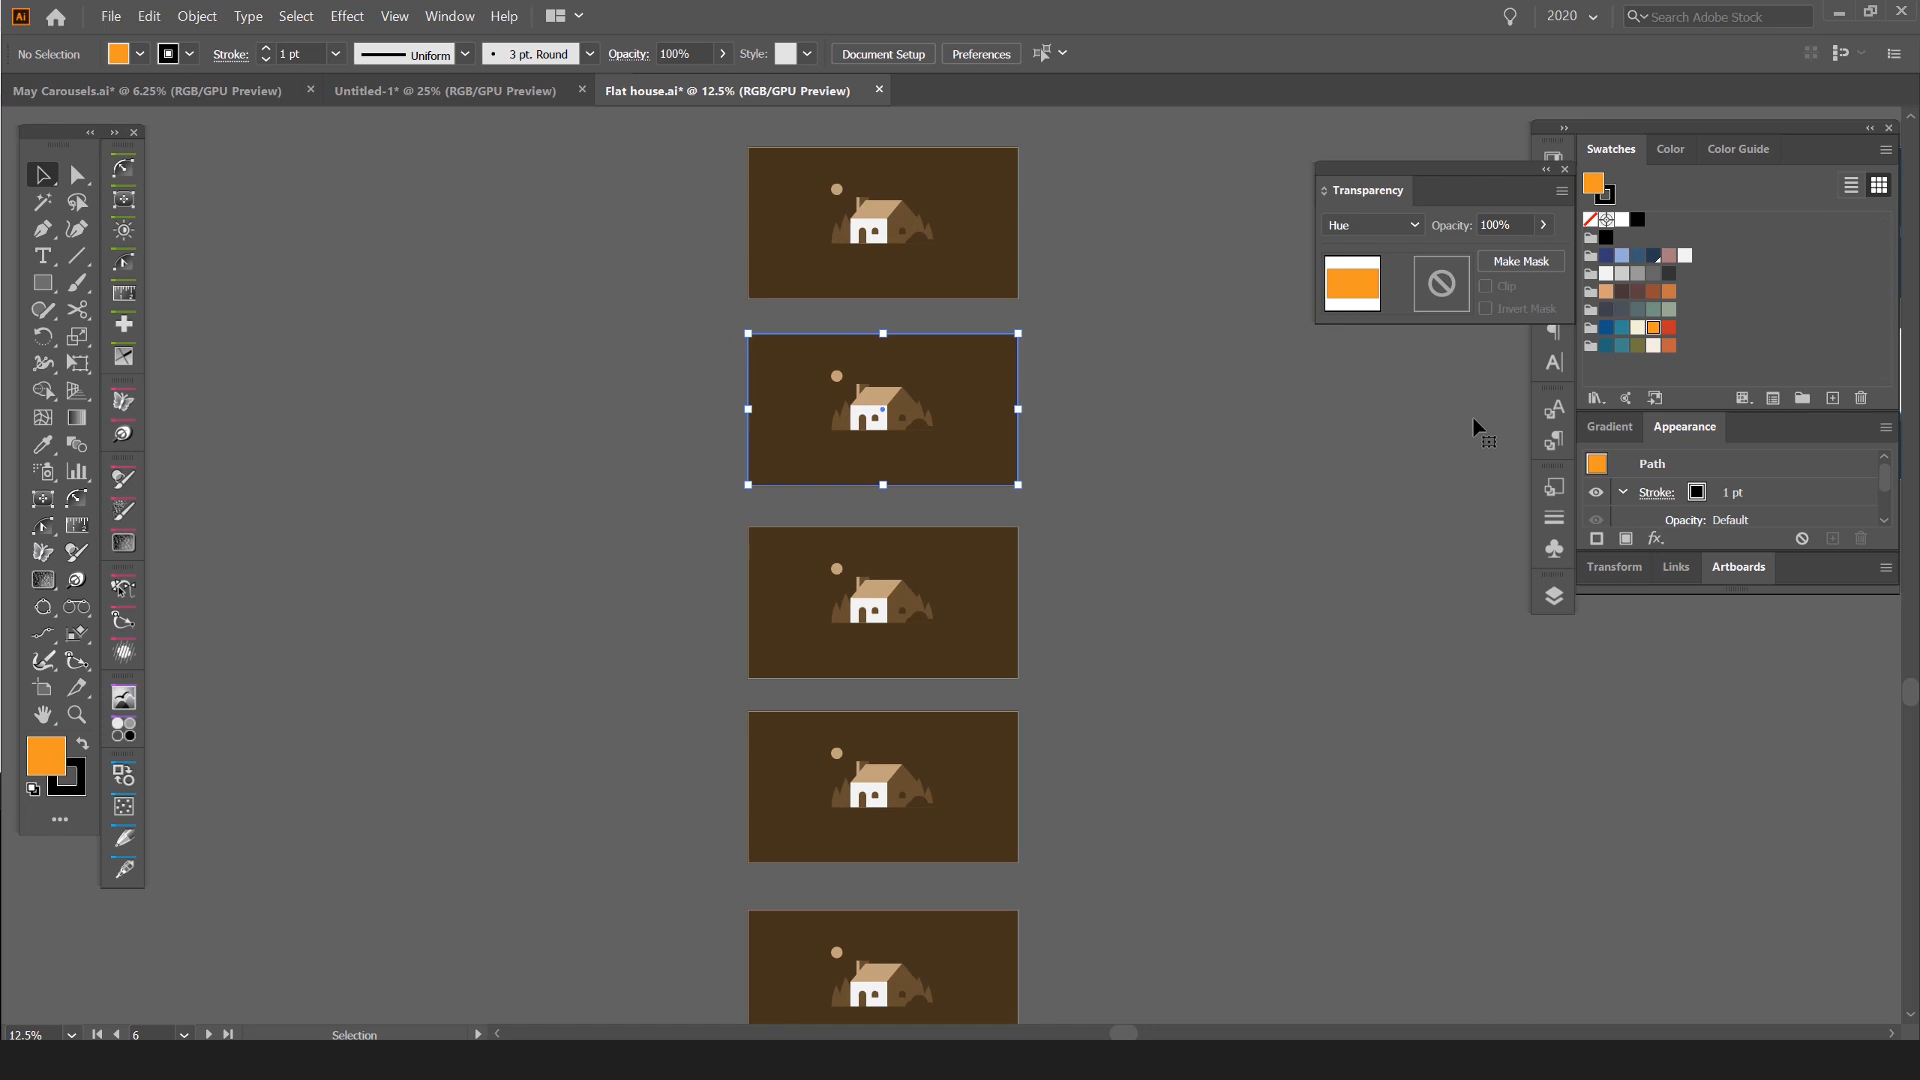 Ai File Edit Object Type Select Effect View Window Help 2020 Search Adobe Stock
No Selection Stroke: 1 pt Uniform 3 pt. Round Opacity: 100% Style: Document Setup Preferences
May Carousels.ai* @ 6.25% (RGB/GPU Preview) Untitled-1* @ 25% (RGB/GPU Preview) Flat house.ai* @ 12.5% (RGB/GPU Preview)
Transparency
Hue Opacity: 100%
Make Mask
Clip
Invert Mask
Swatches Color Color Guide
Gradient Appearance
Path
Stroke: 1 pt
Opacity: Default
fx
Transform Links Artboards
12.5% 6 Selection